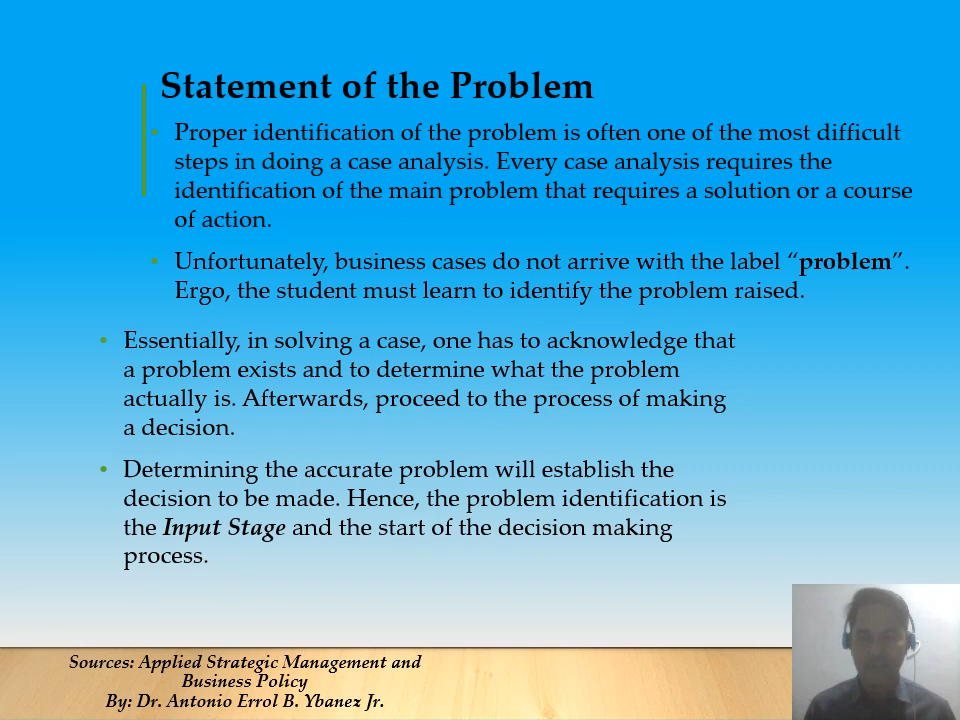 Statement of the Problem
• Proper identification of the problem is often one of the most difficult
steps in doing a case analysis. Every case analysis requires the
identification of the main problem that requires a solution or a course
of action.
• Unfortunately, business cases do not arrive with the label “problem”.
Ergo, the student must learn to identify the problem raised.
• Essentially, in solving a case, one has to acknowledge that
a problem exists and to determine what the problem
actually is. Afterwards, proceed to the process of making
a decision.
• Determining the accurate problem will establish the
decision to be made. Hence, the problem identification is
the Input Stage and the start of the decision making
process.
Sources: Applied Strategic Management and
Business Policy
By: Dr. Antonio Errol B. Ybanez Jr.